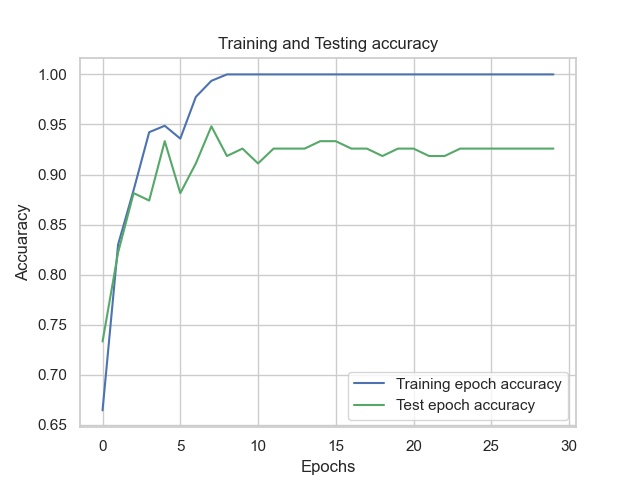 Training and Testing accuracy
1.00
0.95
0.90
0.85
0.80
0.75
0.70
0.65
Accuaracy
Training epoch accuracy
Test epoch accuracy
0 5 10 15 20 25 30
Epochs